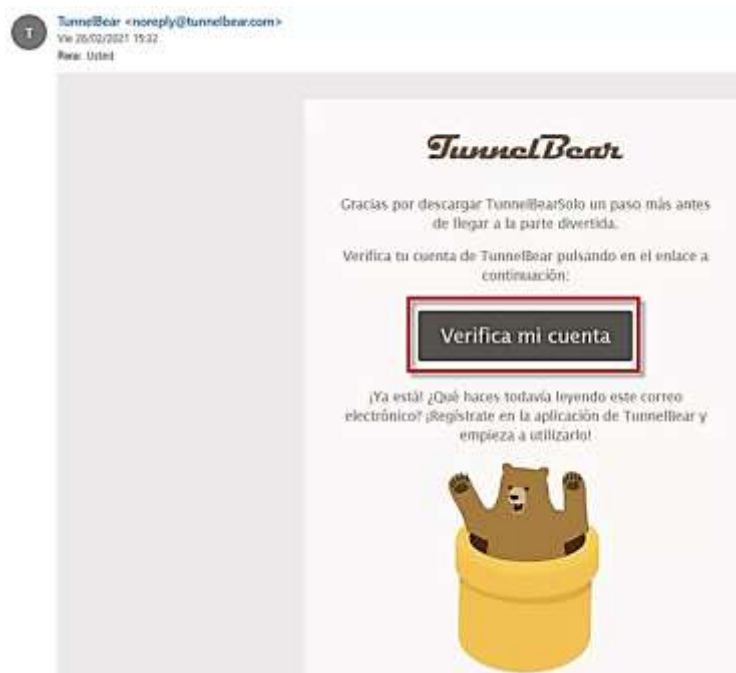 T
TunnelBear <noreply@tunnelbear.com>
Vie 26/02/2021 15:32
Para: Usted
TunnelBear
Gracias por descargar TunnelBearSolo un paso más antes
de llegar a la parte divertida.
Verifica tu cuenta de TunnelBear pulsando en el enlace a
continuación:
Verifica mi cuenta
¡Ya está! ¿Qué haces todavía leyendo este correo
electrónico? ¡Regístrate en la aplicación de TunnelBear y
empieza a utilizarlo!